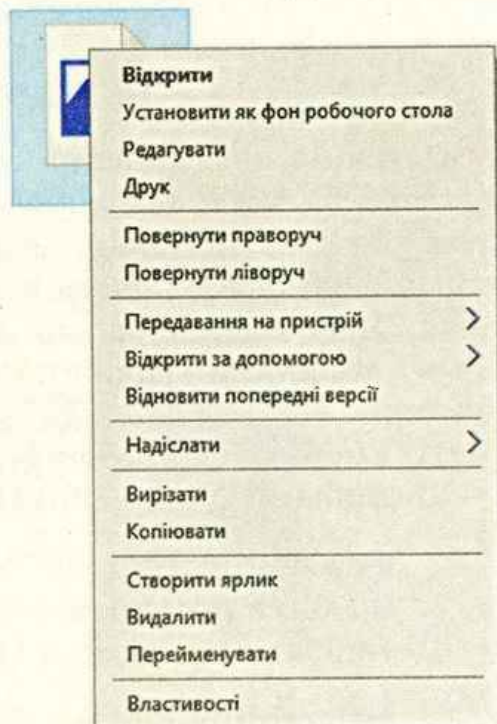 Відкрити
Установити як фон робочого стола
Редагувати
Друк
Повернути праворуч
Повернути ліворуч
Передавання на пристрій
Відкрити за допомогою
Відновити попередні версії
Надіслати
Вирізати
Копіювати
Створити ярлик
Видалити
Перейменувати
Властивості